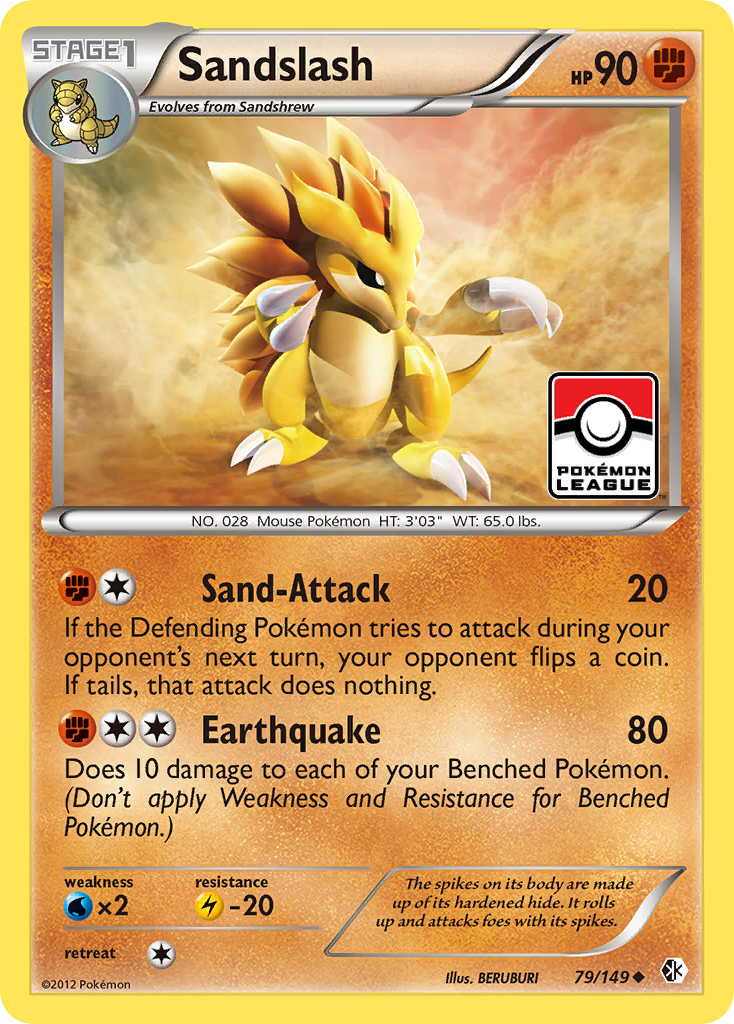 STAGE1
Sandslash
HP 90
Evolves from Sandshrew
POKÉMON
LEAGUE
™
NO. 028 Mouse Pokémon HT: 3'03" WT: 65.0 lbs.
Sand-Attack 20
If the Defending Pokémon tries to attack during your
opponent's next turn, your opponent flips a coin.
If tails, that attack does nothing.
Earthquake 80
Does 10 damage to each of your Benched Pokémon.
(Don't apply Weakness and Resistance for Benched
Pokémon.)
weakness resistance
×2 -20
The spikes on its body are made
up of its hardened hide. It rolls
up and attacks foes with its spikes.
retreat
©2012 Pokémon
Illus. BERUBURI 79/149